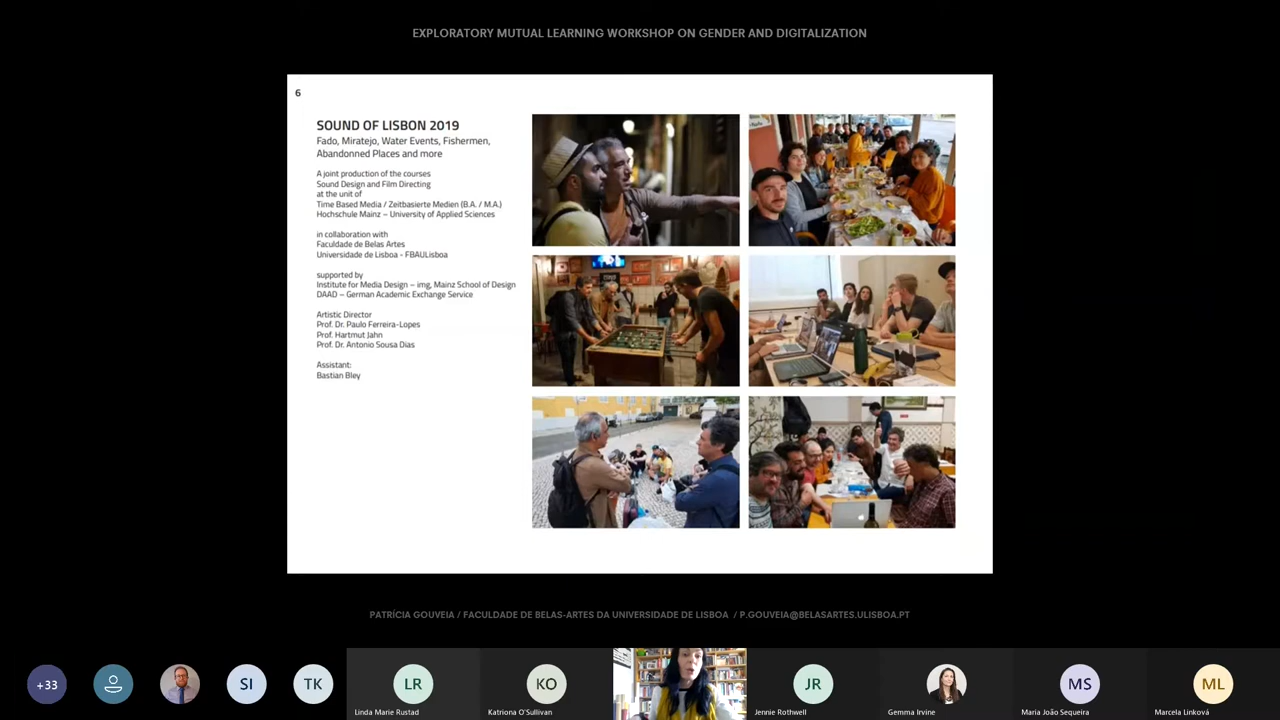 EXPLORATORY MUTUAL LEARNING WORKSHOP ON GENDER AND DIGITALIZATION
6
SOUND OF LISBON 2019
Fado, Miratejo, Water Events, Fishermen,
Abandonned Places and more
A joint production of the courses
Sound Design and Film Directing
at the unit of
Time Based Media / Zeitbasierte Medien (B.A. / M.A.)
Hochschule Mainz – University of Applied Sciences
in collaboration with
Faculdade de Belas Artes
Universidade de Lisboa - FBAULisboa
supported by
Institute for Media Design – img, Mainz School of Design
DAAD – German Academic Exchange Service
Artistic Director
Prof. Dr. Paulo Ferreira-Lopes
Prof. Hartmut Jahn
Prof. Dr. Antonio Sousa Dias
Assistant:
Bastian Bley
PATRÍCIA GOUVEIA / FACULDADE DE BELAS-ARTES DA UNIVERSIDADE DE LISBOA / P.GOUVEIA@BELASARTES.ULISBOA.PT
+33
SI
TK
LR
KO
JR
MS
ML
Linda Marie Rustad
Katriona O'Sullivan
Jennie Rothwell
Gemma Irvine
Maria João Sequeira
Marcela Linková